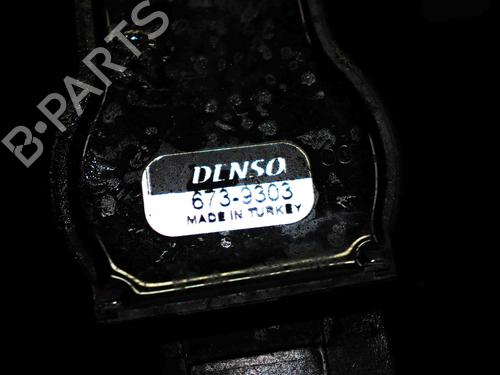 B-PARTS
DENSO
673-9303
MADE IN TURKEY